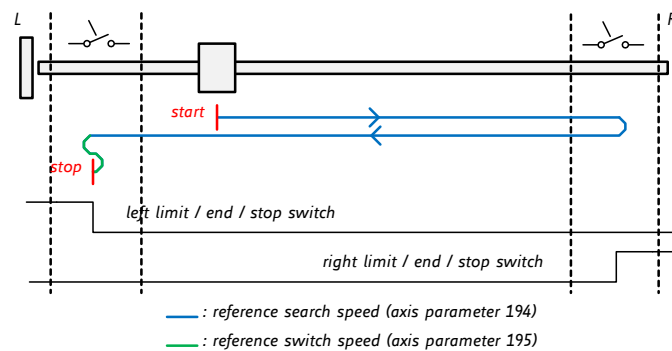 L
start
stop
left limit / end / stop switch
right limit / end / stop switch
: reference search speed (axis parameter 194)
: reference switch speed (axis parameter 195)